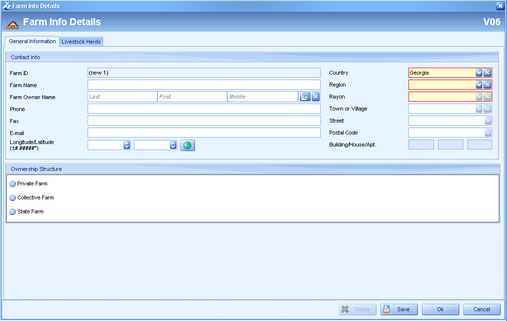 Farm Info Details
Farm Info Details V06
General Information Livestock Herds
Contact info
Farm ID (new 1) Country Georgia
Farm Name Region
Farm Owner Name Last First Middle Rayon
Phone Town or Village
Fax Street
E-mail Postal Code
Longitude/Latitude Building/House/Apt.
(±#.#####°)
Ownership Structure
Private Farm
Collective Farm
State Farm
Delete Save Ok Cancel